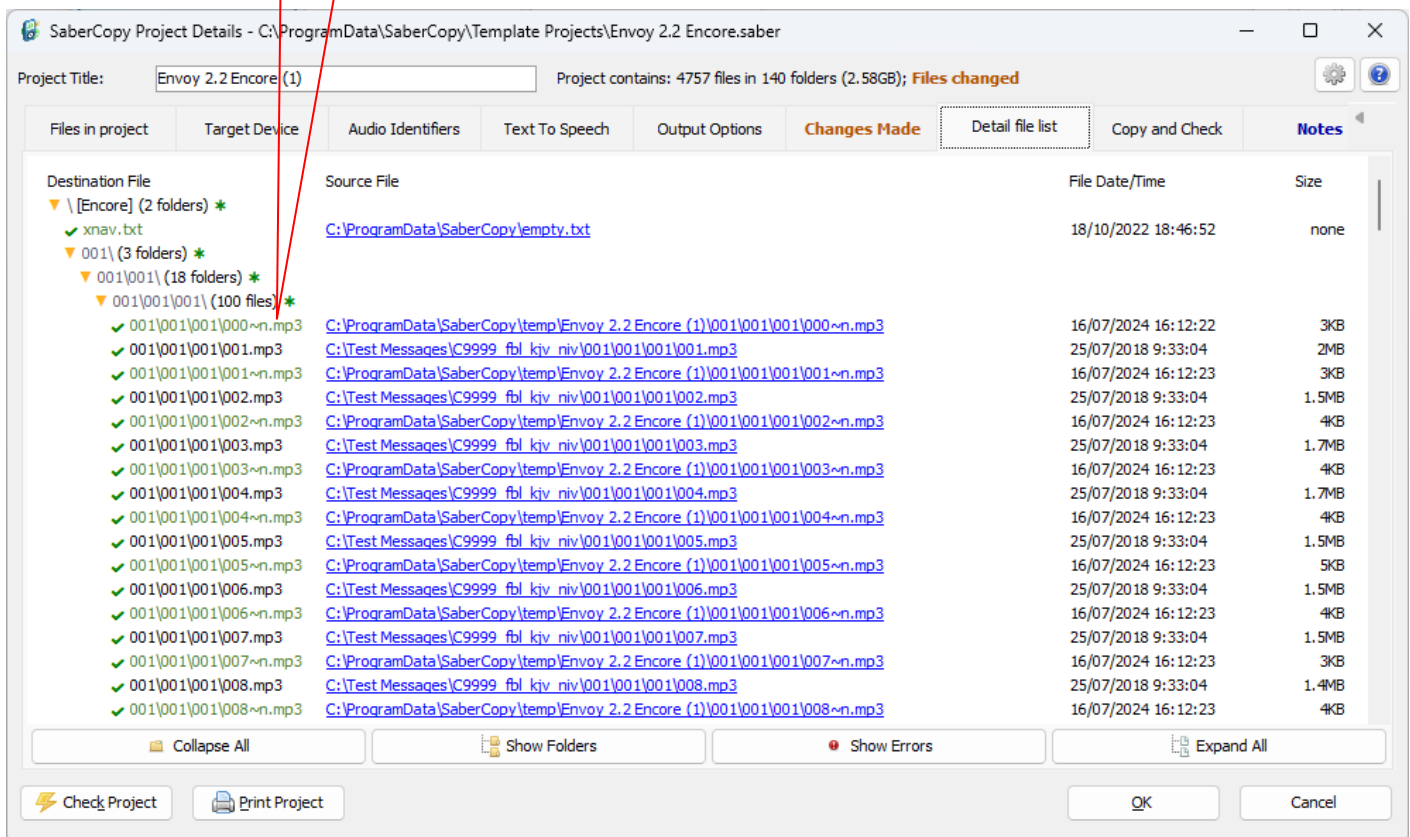 SaberCopy Project Details - C:\ProgramData\SaberCopy\Template Projects\Envoy 2.2 Encore.saber
Project Title: Envoy 2.2 Encore (1) Project contains: 4757 files in 140 folders (2.58GB); Files changed
Files in project Target Device Audio Identifiers Text To Speech Output Options Changes Made Detail file list Copy and Check Notes
Destination File Source File File Date/Time Size
\ [Encore] (2 folders) *
xnav.txt C:\ProgramData\SaberCopy\empty.txt 18/10/2022 18:46:52 none
001\ (3 folders) *
001\001\ (18 folders) *
001\001\001\ (100 files) *
001\001\001\000~n.mp3 C:\ProgramData\SaberCopy\temp\Envoy 2.2 Encore (1)\001\001\001\000~n.mp3 16/07/2024 16:12:22 3KB
001\001\001\001.mp3 C:\Test Messages\C9999_fbl_kjv_niv\001\001\001\001.mp3 25/07/2018 9:33:04 2MB
001\001\001\001~n.mp3 C:\ProgramData\SaberCopy\temp\Envoy 2.2 Encore (1)\001\001\001\001~n.mp3 16/07/2024 16:12:23 3KB
001\001\001\002.mp3 C:\Test Messages\C9999_fbl_kjv_niv\001\001\001\002.mp3 25/07/2018 9:33:04 1.5MB
001\001\001\002~n.mp3 C:\ProgramData\SaberCopy\temp\Envoy 2.2 Encore (1)\001\001\001\002~n.mp3 16/07/2024 16:12:23 4KB
001\001\001\003.mp3 C:\Test Messages\C9999_fbl_kjv_niv\001\001\001\003.mp3 25/07/2018 9:33:04 1.7MB
001\001\001\003~n.mp3 C:\ProgramData\SaberCopy\temp\Envoy 2.2 Encore (1)\001\001\001\003~n.mp3 16/07/2024 16:12:23 4KB
001\001\001\004.mp3 C:\Test Messages\C9999_fbl_kjv_niv\001\001\001\004.mp3 25/07/2018 9:33:04 1.7MB
001\001\001\004~n.mp3 C:\ProgramData\SaberCopy\temp\Envoy 2.2 Encore (1)\001\001\001\004~n.mp3 16/07/2024 16:12:23 4KB
001\001\001\005.mp3 C:\Test Messages\C9999_fbl_kjv_niv\001\001\001\005.mp3 25/07/2018 9:33:04 1.5MB
001\001\001\005~n.mp3 C:\ProgramData\SaberCopy\temp\Envoy 2.2 Encore (1)\001\001\001\005~n.mp3 16/07/2024 16:12:23 5KB
001\001\001\006.mp3 C:\Test Messages\C9999_fbl_kjv_niv\001\001\001\006.mp3 25/07/2018 9:33:04 1.5MB
001\001\001\006~n.mp3 C:\ProgramData\SaberCopy\temp\Envoy 2.2 Encore (1)\001\001\001\006~n.mp3 16/07/2024 16:12:23 4KB
001\001\001\007.mp3 C:\Test Messages\C9999_fbl_kjv_niv\001\001\001\007.mp3 25/07/2018 9:33:04 1.5MB
001\001\001\007~n.mp3 C:\ProgramData\SaberCopy\temp\Envoy 2.2 Encore (1)\001\001\001\007~n.mp3 16/07/2024 16:12:23 3KB
001\001\001\008.mp3 C:\Test Messages\C9999_fbl_kjv_niv\001\001\001\008.mp3 25/07/2018 9:33:04 1.4MB
001\001\001\008~n.mp3 C:\ProgramData\SaberCopy\temp\Envoy 2.2 Encore (1)\001\001\001\008~n.mp3 16/07/2024 16:12:23 4KB
Collapse All Show Folders Show Errors Expand All
Check Project Print Project OK Cancel